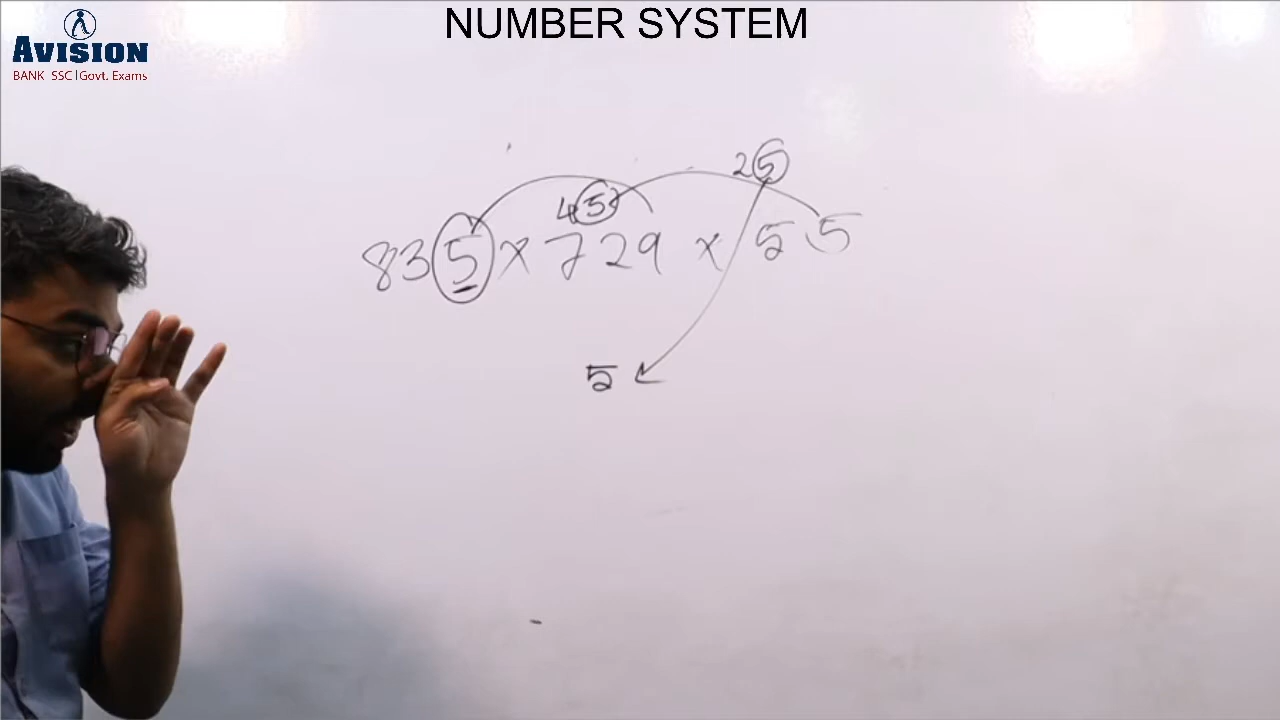 NUMBER SYSTEM
AVISION
BANK SSC|Govt. Exams
25
45
835 x 729 x 55
5